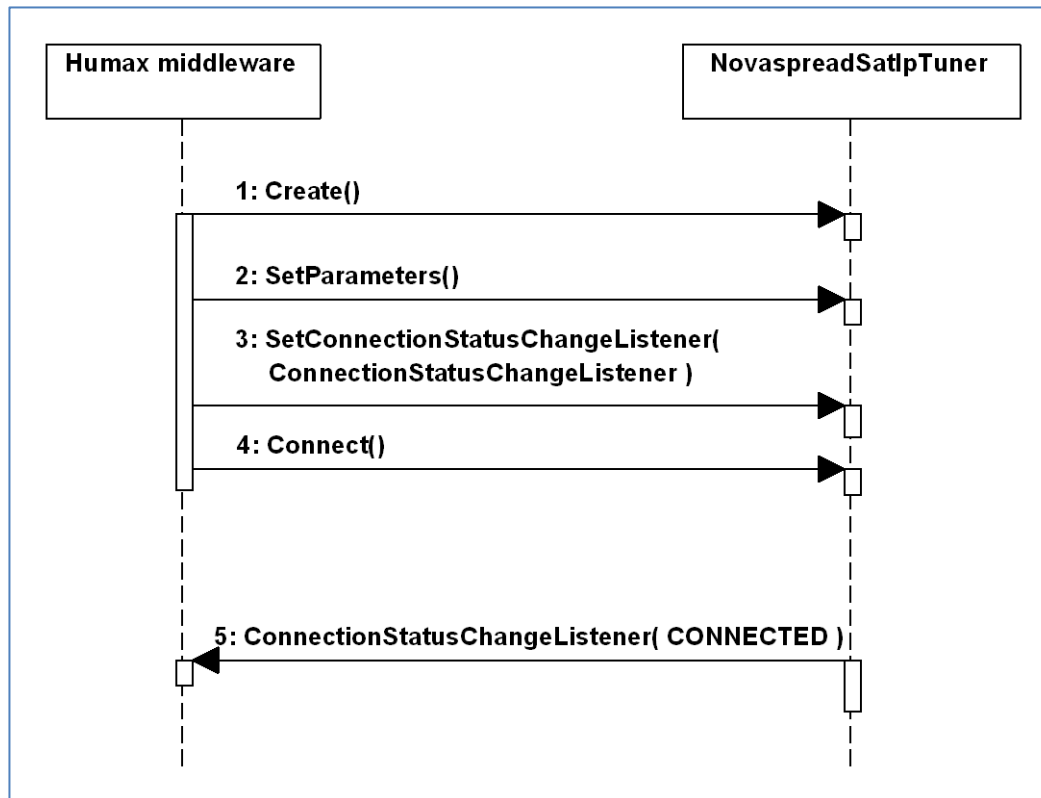 Humax middleware
NovaspreadSatIpTuner
1: Create()
2: SetParameters()
3: SetConnectionStatusChangeListener(
ConnectionStatusChangeListener )
4: Connect()
5: ConnectionStatusChangeListener( CONNECTED )